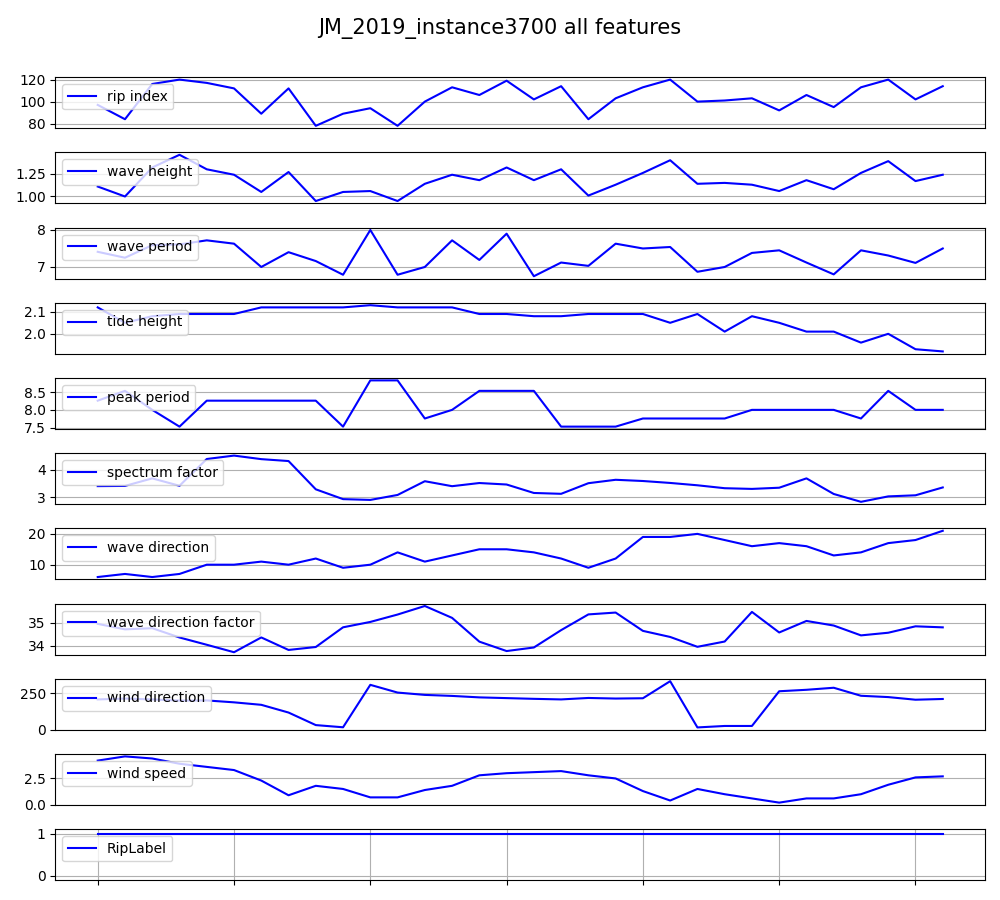 JM_2019_instance3700 all features
120
100
80
rip index
1.25
1.00
wave height
8
7
wave period
2.1
2.0
tide height
8.5
8.0
7.5
peak period
4
3
spectrum factor
20
10
wave direction
35
34
wave direction factor
250
0
wind direction
2.5
0.0
wind speed
1
0
RipLabel